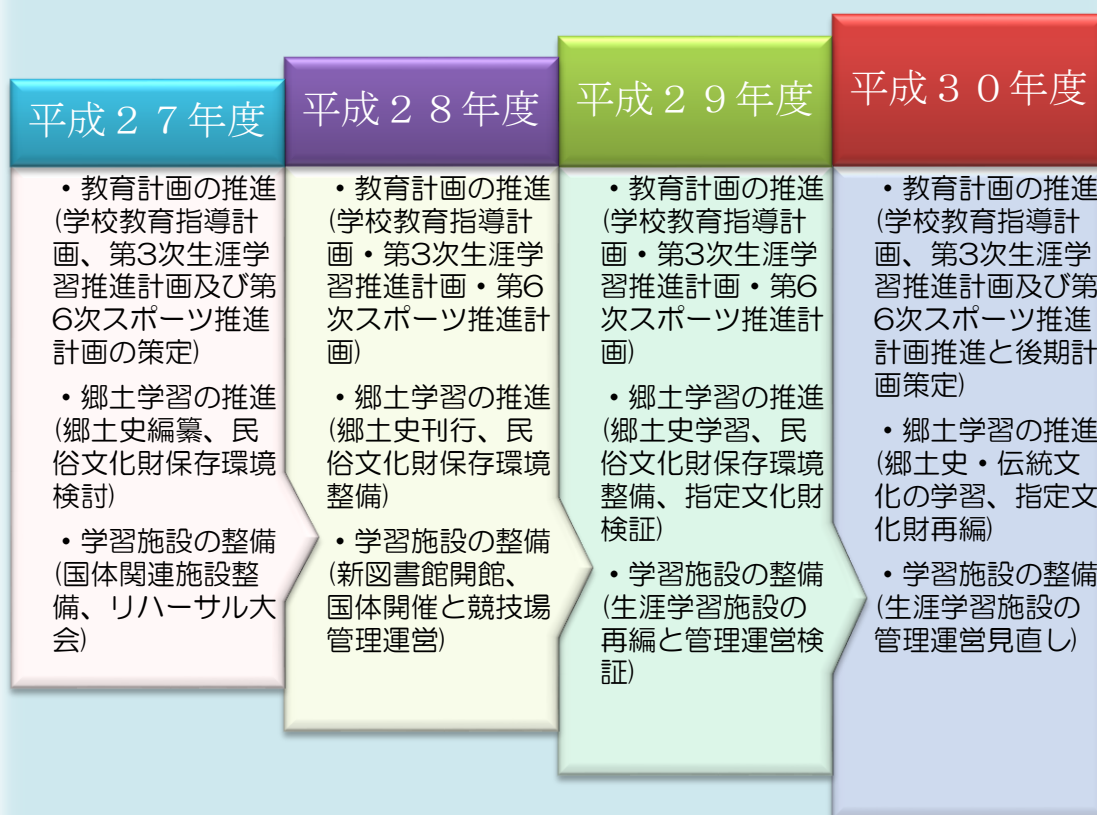 平成２７年度
・教育計画の推進
(学校教育指導計
画、第3次生涯学
習推進計画及び第
6次スポーツ推進
計画の策定)
・郷土学習の推進
(郷土史編纂、民
俗文化財保存環境
検討)
・学習施設の整備
(国体関連施設整
備、リハーサル大
会)
平成２８年度
・教育計画の推進
(学校教育指導計
画・第3次生涯学
習推進計画・第6
次スポーツ推進計
画)
・郷土学習の推進
(郷土史刊行、民
俗文化財保存環境
整備)
・学習施設の整備
(新図書館開館、
国体開催と競技場
管理運営)
平成２９年度
・教育計画の推進
(学校教育指導計
画・第3次生涯学
習推進計画・第6
次スポーツ推進計
画)
・郷土学習の推進
(郷土史学習、民
俗文化財保存環境
整備、指定文化財
検証)
・学習施設の整備
(生涯学習施設の
再編と管理運営検
証)
平成３０年度
・教育計画の推進
(学校教育指導計
画、第3次生涯学
習推進計画及び第
6次スポーツ推進
計画推進と後期計
画策定)
・郷土学習の推進
(郷土史・伝統文
化の学習、指定文
化財再編)
・学習施設の整備
(生涯学習施設の
管理運営見直し)